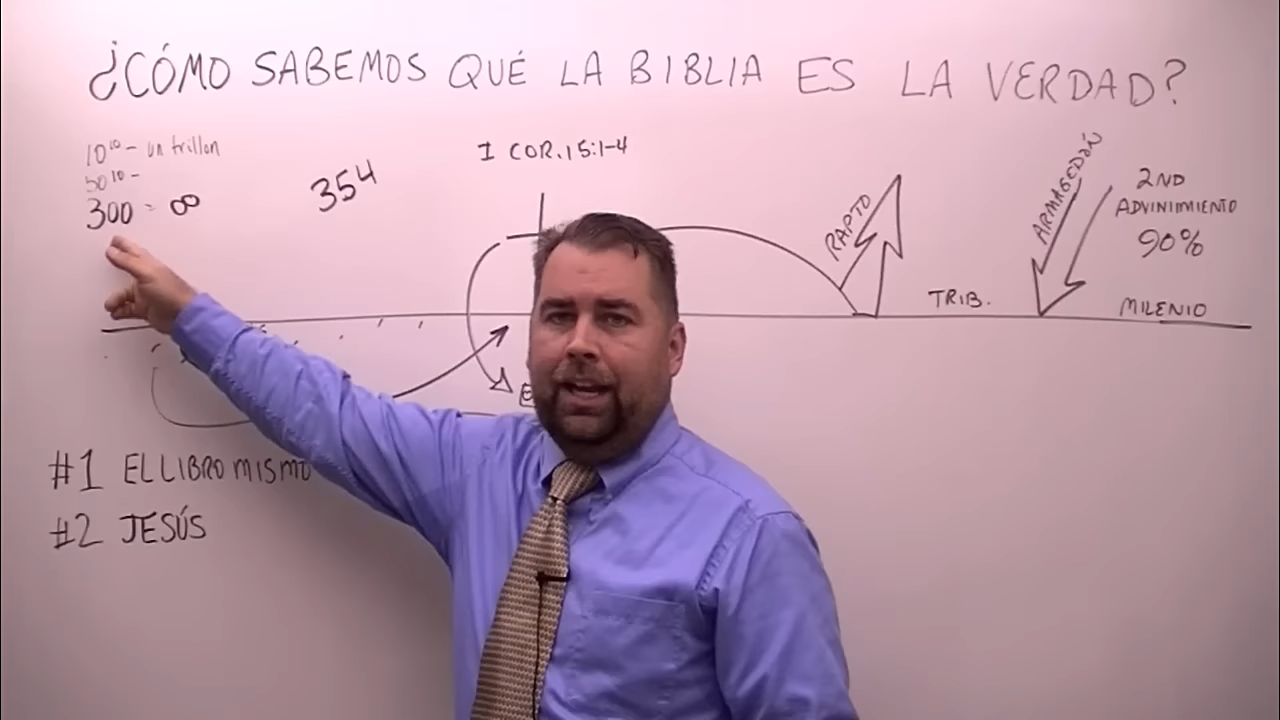 ¿CÓMO SABEMOS QUÉ LA BIBLIA ES LA VERDAD?
10¹⁰ - un trillon
50¹⁰ -
300 - ∞
354
I COR. 15:1-4
RAPTO
TRIB.
ARMAGEDÓN
2ND
ADVINIMIENTO
90%
MILENIO
#1 EL LIBRO MISMO
#2 JESÚS